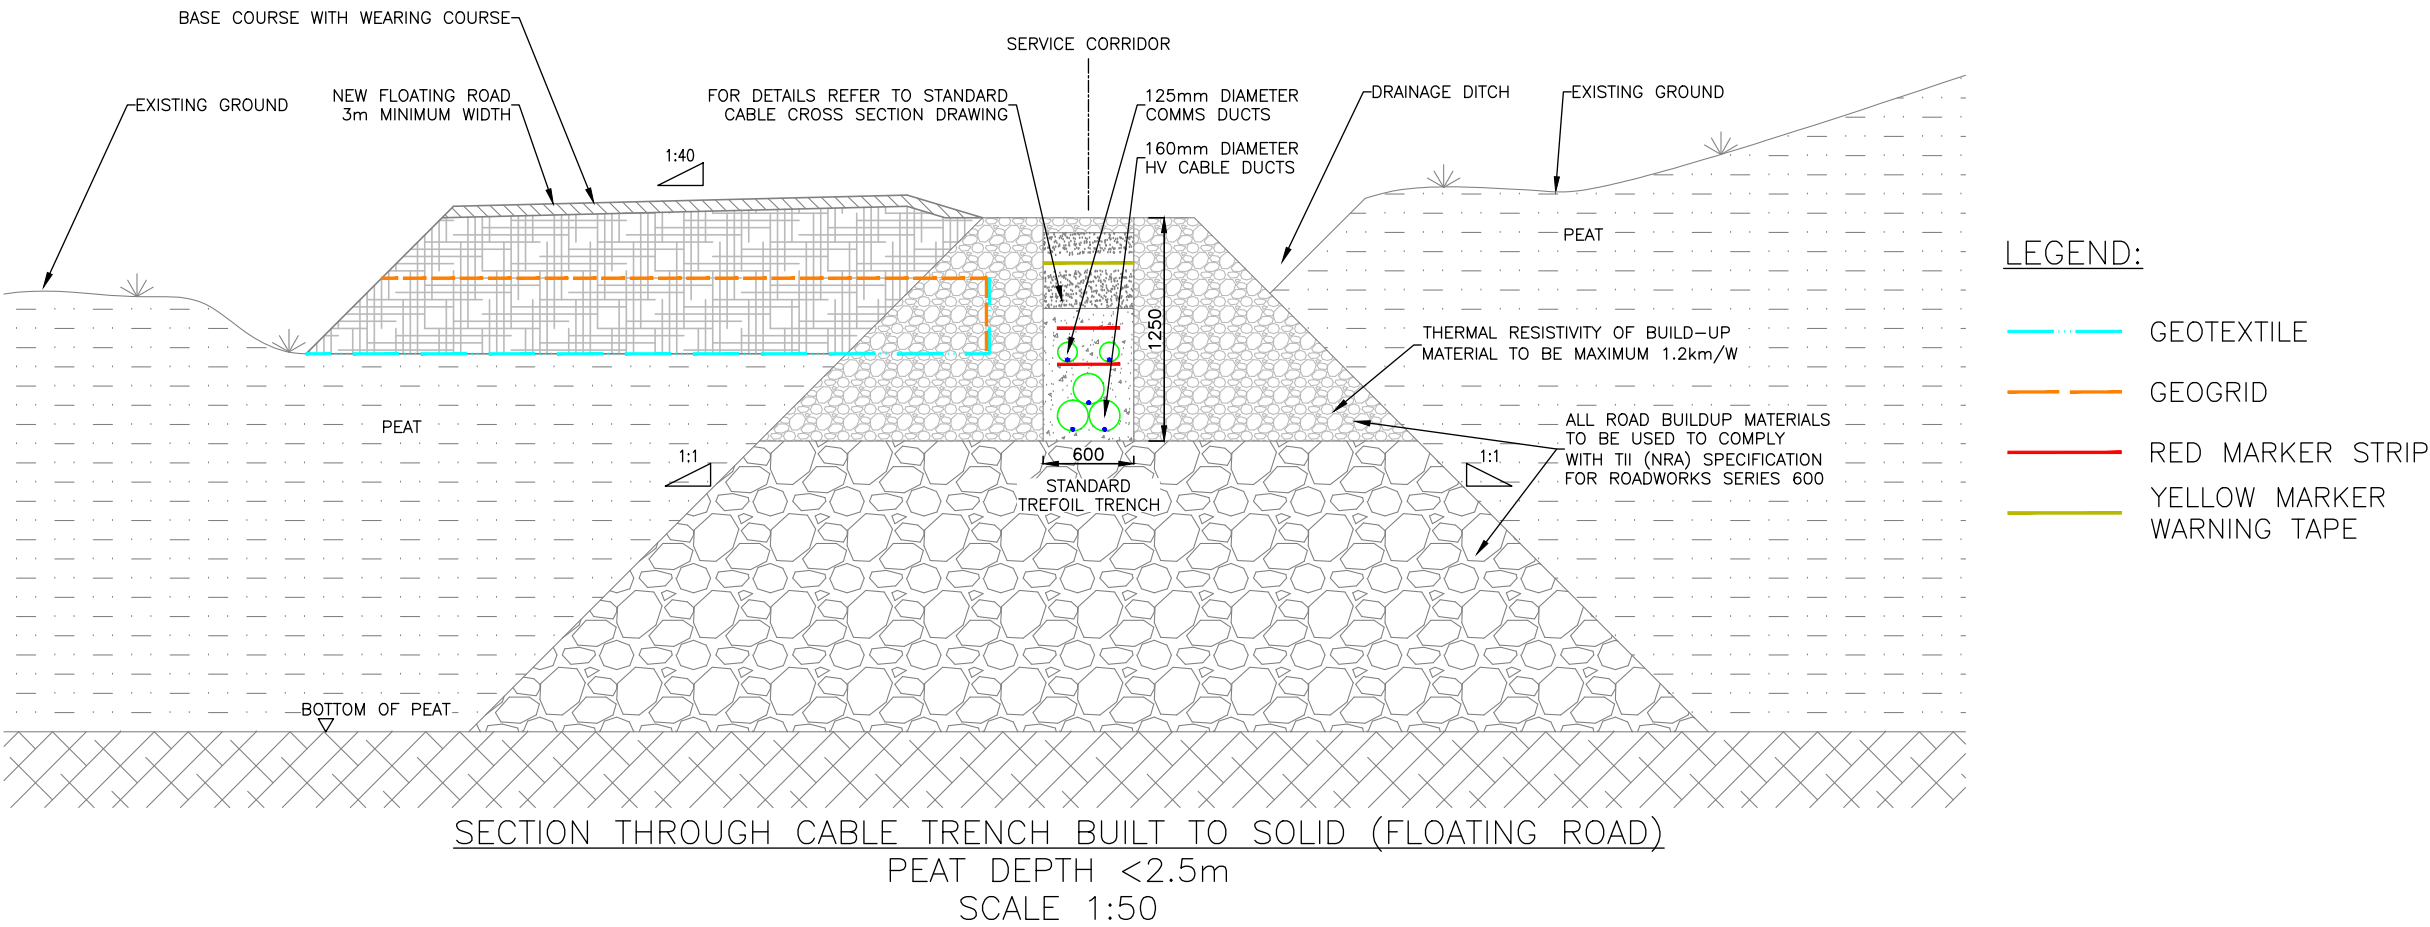 BASE COURSE WITH WEARING COURSE
SERVICE CORRIDOR
EXISTING GROUND
NEW FLOATING ROAD
3m MINIMUM WIDTH
FOR DETAILS REFER TO STANDARD
CABLE CROSS SECTION DRAWING
125mm DIAMETER
COMMS DUCTS
160mm DIAMETER
HV CABLE DUCTS
DRAINAGE DITCH
EXISTING GROUND
1:40
PEAT
LEGEND:
GEOTEXTILE
GEOGRID
RED MARKER STRIP
YELLOW MARKER
WARNING TAPE
1250
THERMAL RESISTIVITY OF BUILD-UP
MATERIAL TO BE MAXIMUM 1.2km/W
PEAT
ALL ROAD BUILDUP MATERIALS
TO BE USED TO COMPLY
WITH TII (NRA) SPECIFICATION
FOR ROADWORKS SERIES 600
1:1
600
1:1
STANDARD
TREFOIL TRENCH
BOTTOM OF PEAT
SECTION THROUGH CABLE TRENCH BUILT TO SOLID (FLOATING ROAD)
PEAT DEPTH <2.5m
SCALE 1:50